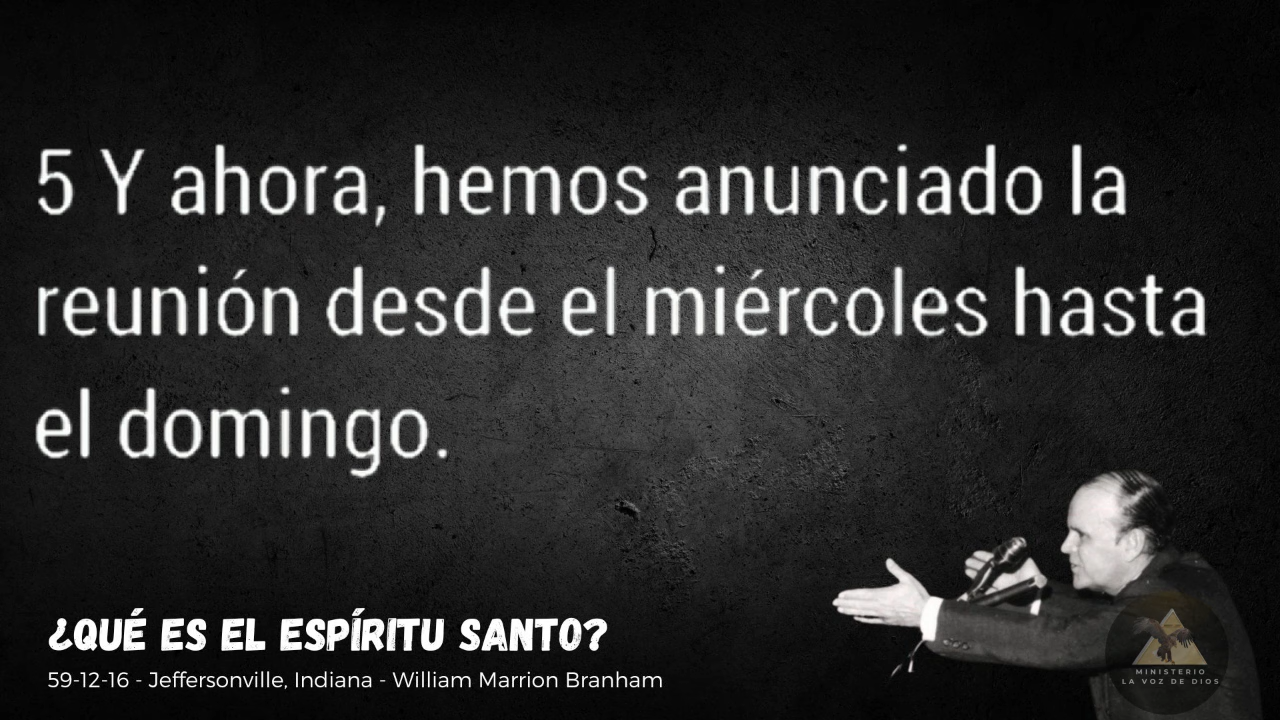 5 Y ahora, hemos anunciado la
reunión desde el miércoles hasta
el domingo.
¿QUÉ ES EL ESPÍRITU SANTO?
59-12-16 - Jeffersonville, Indiana - William Marrion Branham
MINISTERIO
LA VOZ DE DIOS